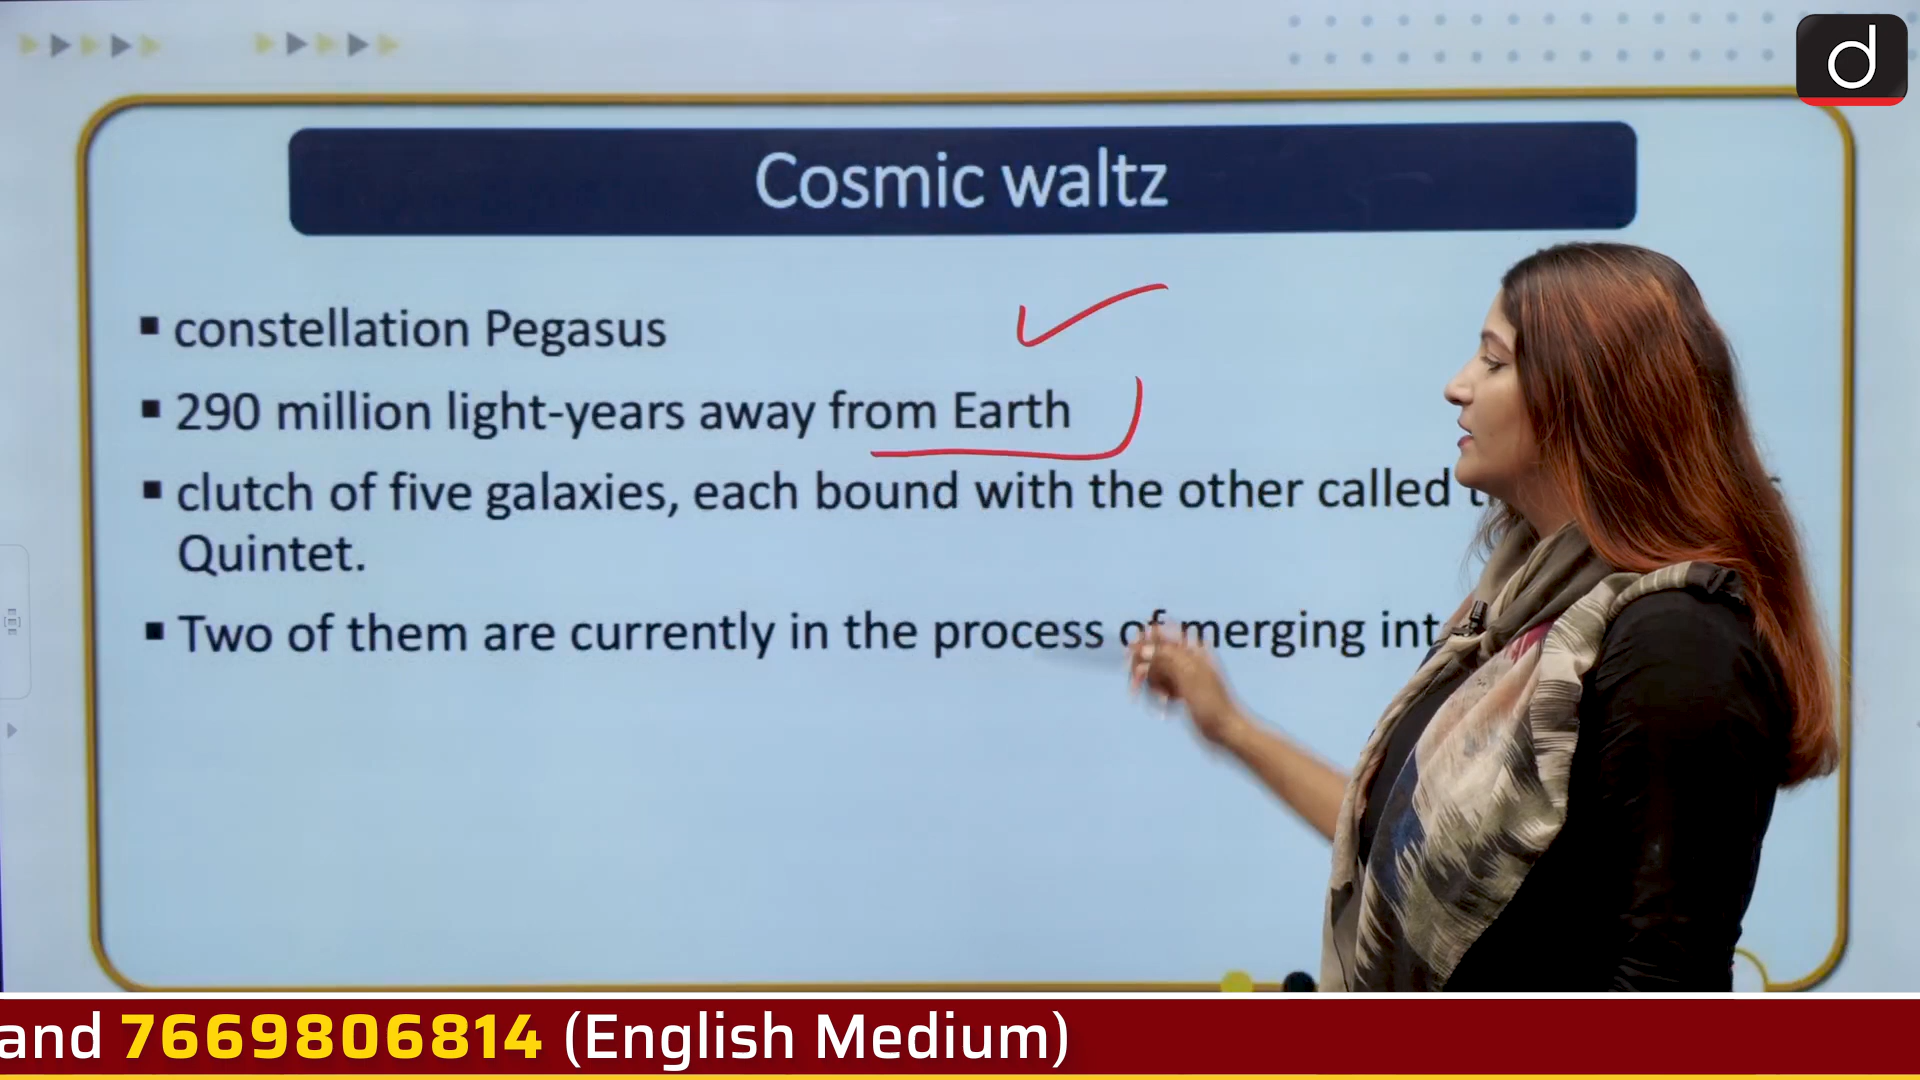 d
Cosmic waltz
constellation Pegasus
290 million light-years away from Earth
clutch of five galaxies, each bound with the other called
Quintet.
Two of them are currently in the process of merging
and 7669806814 (English Medium)